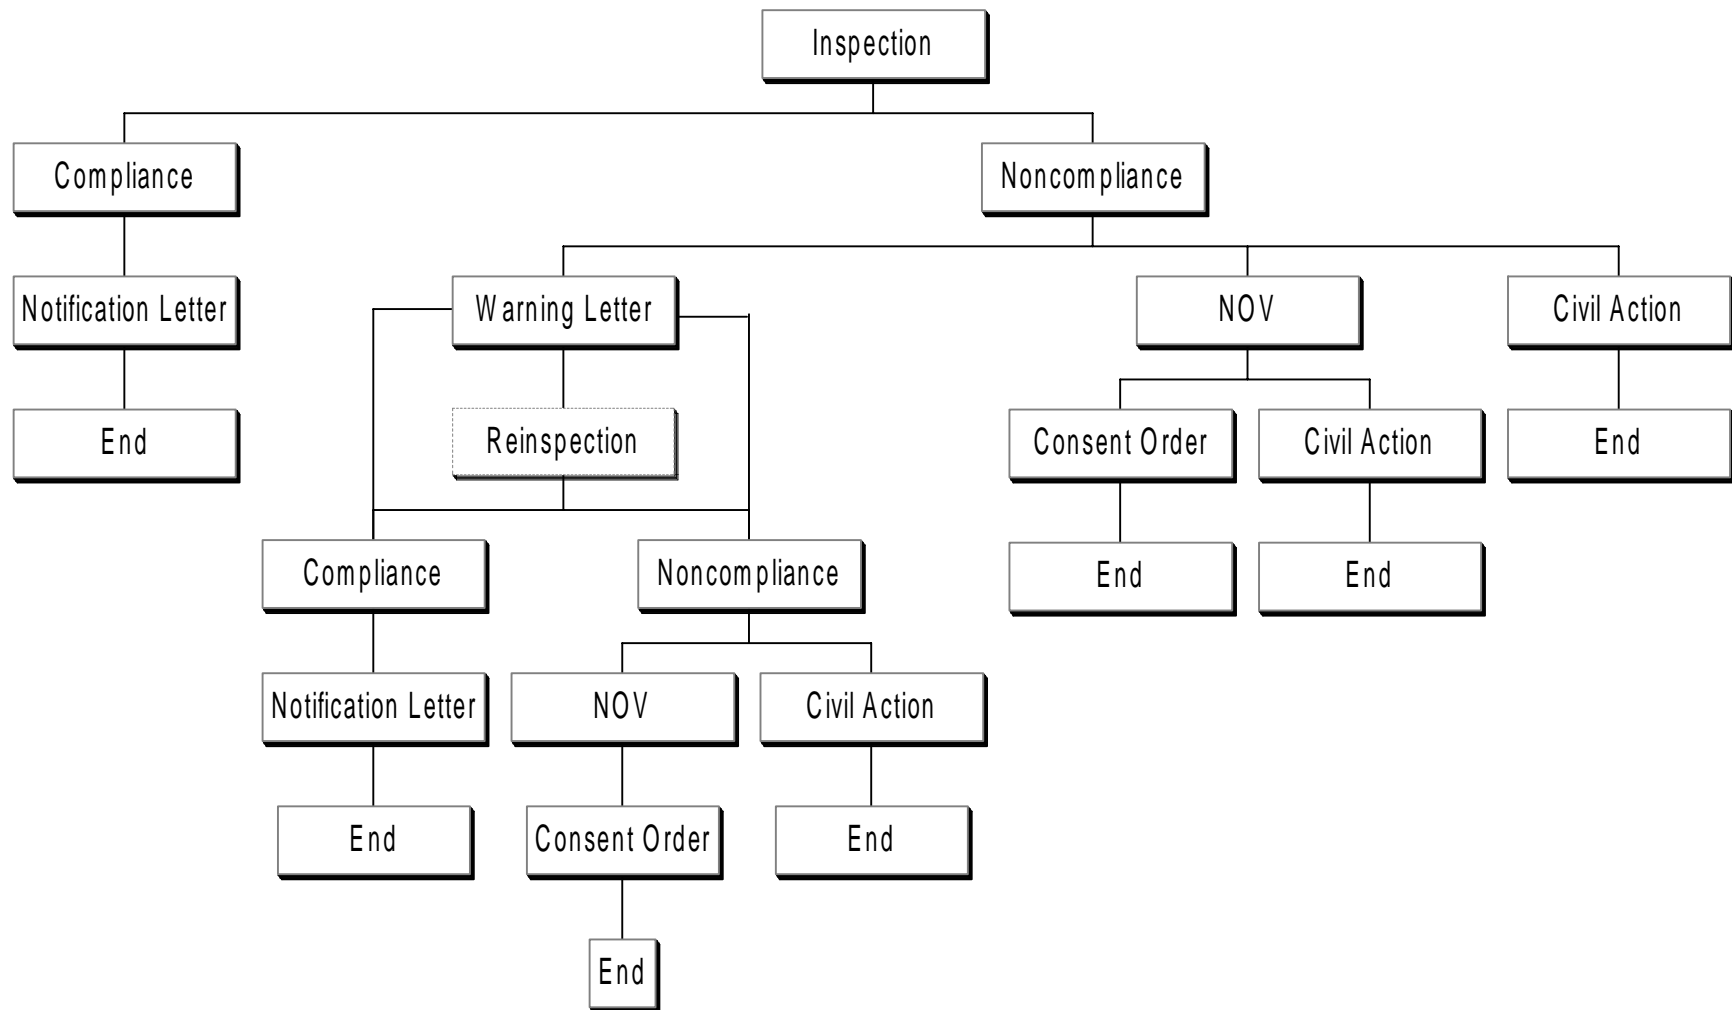 Inspection
Compliance
Noncompliance
Notification Letter
Warning Letter
NOV
Civil Action
End
Reinspection
Consent Order
Civil Action
End
Compliance
Noncompliance
End
End
Notification Letter
NOV
Civil Action
End
Consent Order
End
End